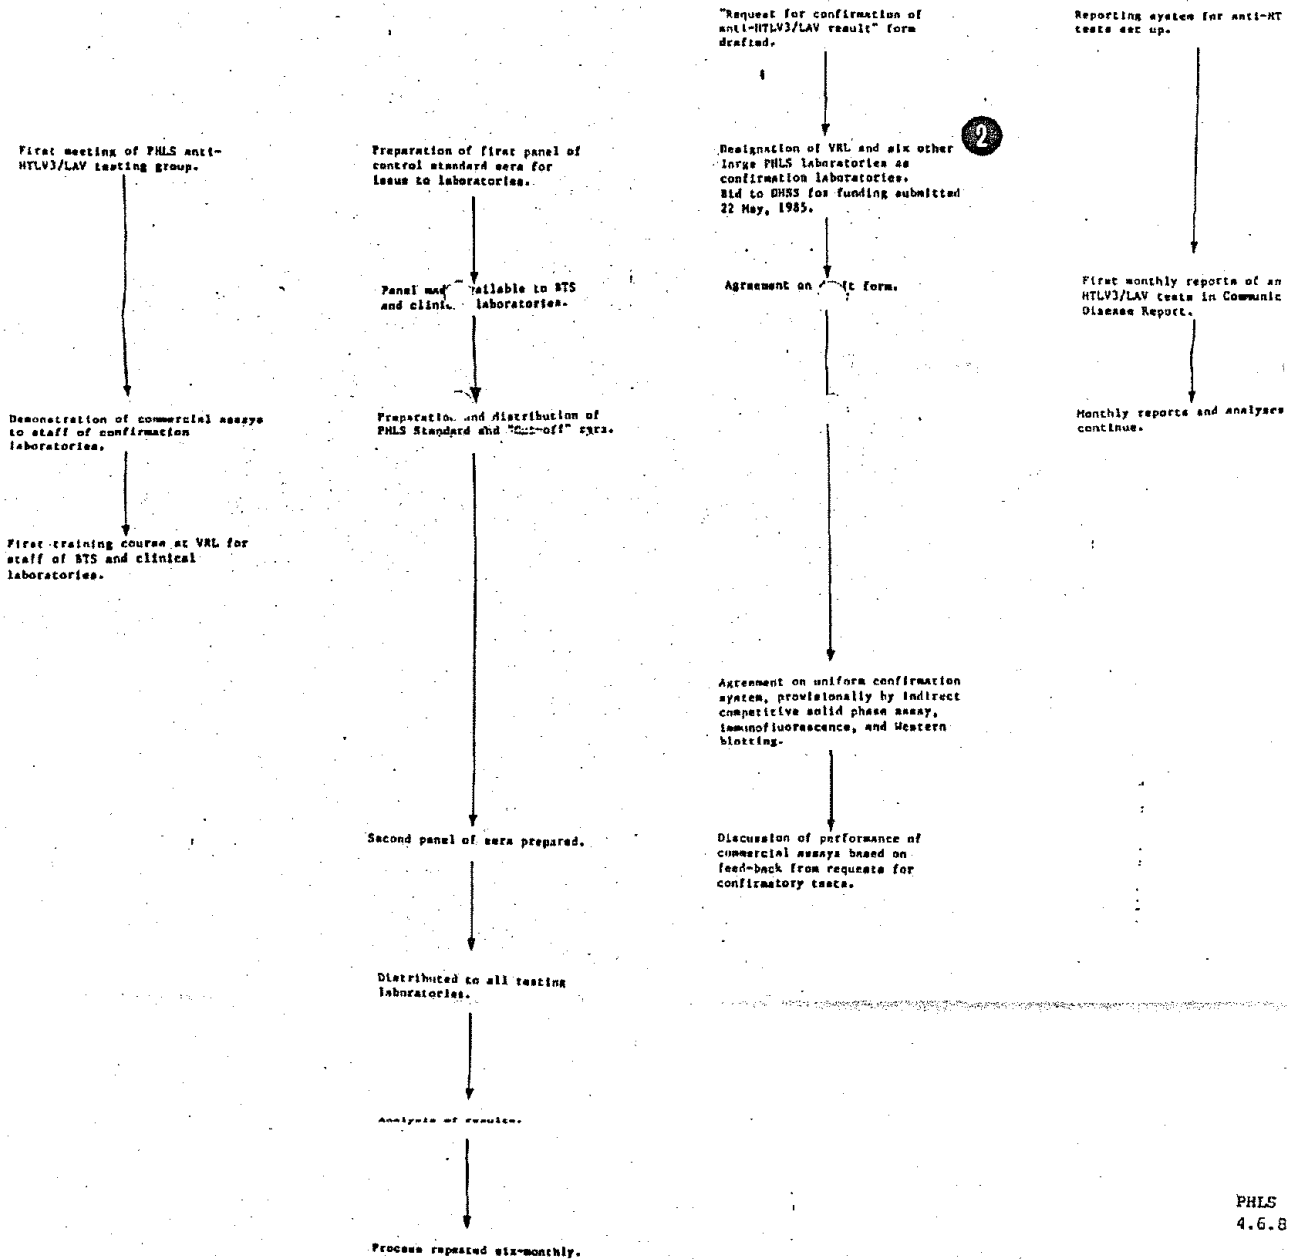 First meeting of PHLS anti-
HTLV3/LAV testing group.
Demonstration of commercial assays
to staff of confirmation
laboratories.
First training course at VRL for
staff of BTS and clinical
laboratories.
Preparation of first panel of
control standard sera for
issue to laboratories.
Panel ailable to BTS
and clini laboratories.
Preparation and distribution of
PHLS Standard and "Cut-off" sera.
Second panel of sera prepared.
Distributed to all testing
laboratories.
Analysis of results.
Process repeated six-monthly.
"Request for confirmation of
anti-HTLV3/LAV result" form
drafted.
2
Designation of VRL and six other
large PHLS laboratories as
confirmation laboratories.
Bid to DHSS for funding submitted
22 May, 1985.
Agreement on ft form.
Agreement on uniform confirmation
system, provisionally by indirect
competitive solid phase assay,
immunofluorescence, and Western
blotting.
Discussion of performance of
commercial assays based on
feed-back from requests for
confirmatory tests.
Reporting system for anti-HT
tests set up.
First monthly reports of an
HTLV3/LAV tests in Communic
Disease Report.
Monthly reports and analyses
continue.
PHLS
4.6.8